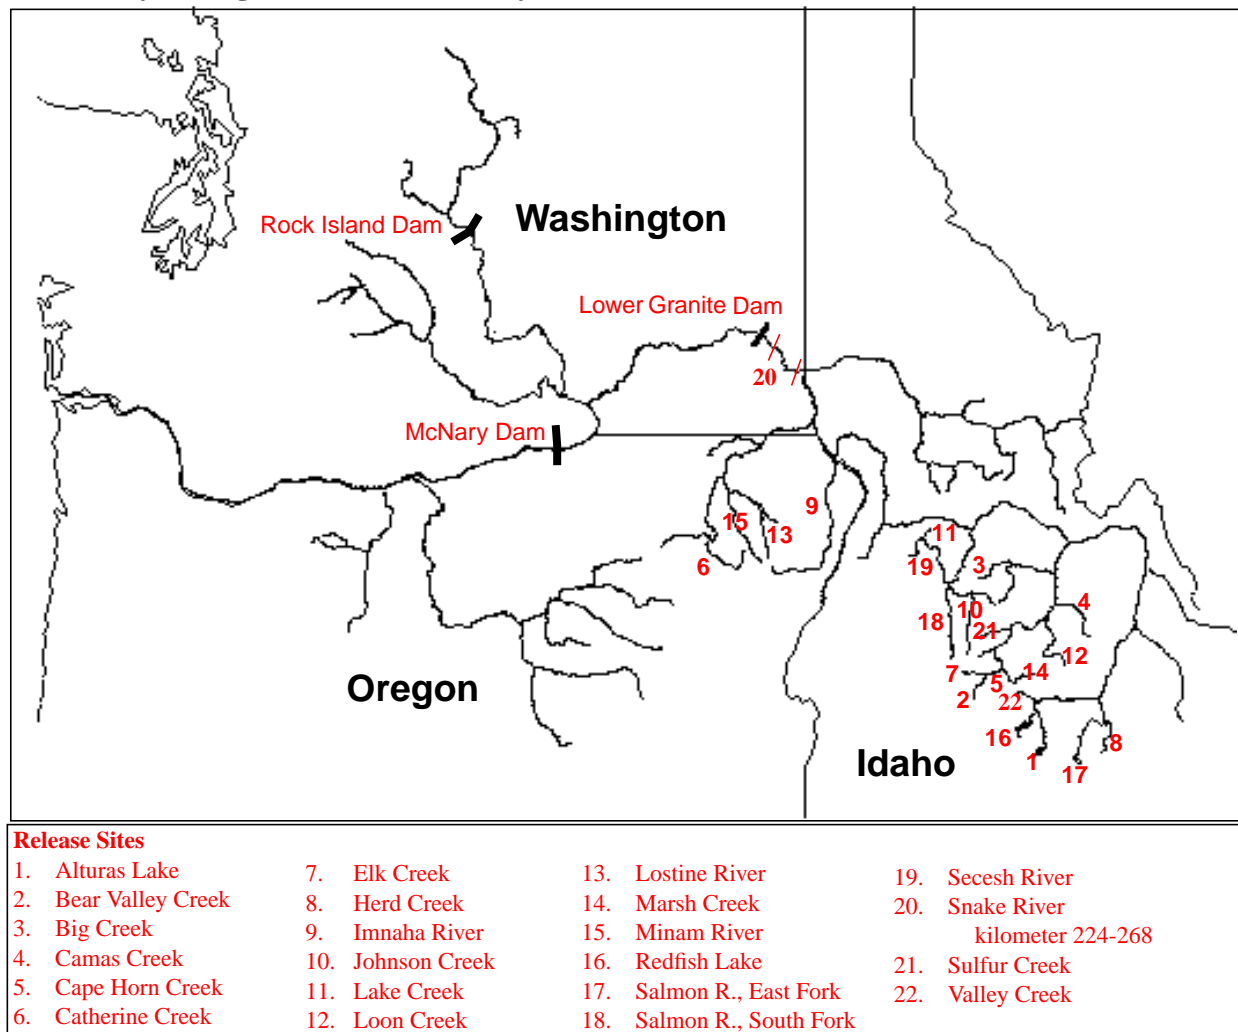 Washington
Rock Island Dam
Lower Granite Dam
20
McNary Dam
9
15
13
6
11
19
3
10
4
18
21
12
7
14
5
2
22
Oregon
16
8
1
17
Idaho
Release Sites
1. Alturas Lake
2. Bear Valley Creek
3. Big Creek
4. Camas Creek
5. Cape Horn Creek
6. Catherine Creek
7. Elk Creek
8. Herd Creek
9. Imnaha River
10. Johnson Creek
11. Lake Creek
12. Loon Creek
13. Lostine River
14. Marsh Creek
15. Minam River
16. Redfish Lake
17. Salmon R., East Fork
18. Salmon R., South Fork
19. Secesh River
20. Snake River
kilometer 224-268
21. Sulfur Creek
22. Valley Creek